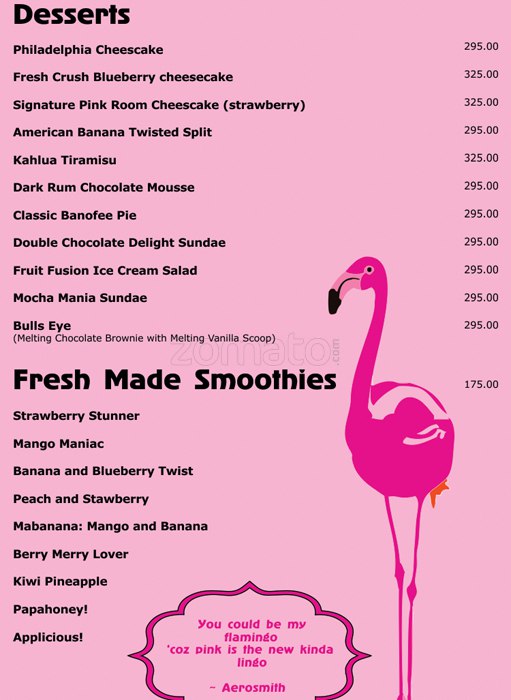 Desserts
Philadelphia Cheescake 295.00
Fresh Crush Blueberry cheesecake 325.00
Signature Pink Room Cheescake (strawberry) 325.00
American Banana Twisted Split 295.00
Kahlua Tiramisu 325.00
Dark Rum Chocolate Mousse 295.00
Classic Banofee Pie 295.00
Double Chocolate Delight Sundae 295.00
Fruit Fusion Ice Cream Salad 295.00
Mocha Mania Sundae 295.00
Bulls Eye 295.00
(Melting Chocolate Brownie with Melting Vanilla Scoop)
zomato.com
Fresh Made Smoothies 175.00
Strawberry Stunner
Mango Maniac
Banana and Blueberry Twist
Peach and Stawberry
Mabanana: Mango and Banana
Berry Merry Lover
Kiwi Pineapple
Papahoney!
Applicious!
You could be my
flamingo
'coz pink is the new kinda
lingo
~ Aerosmith